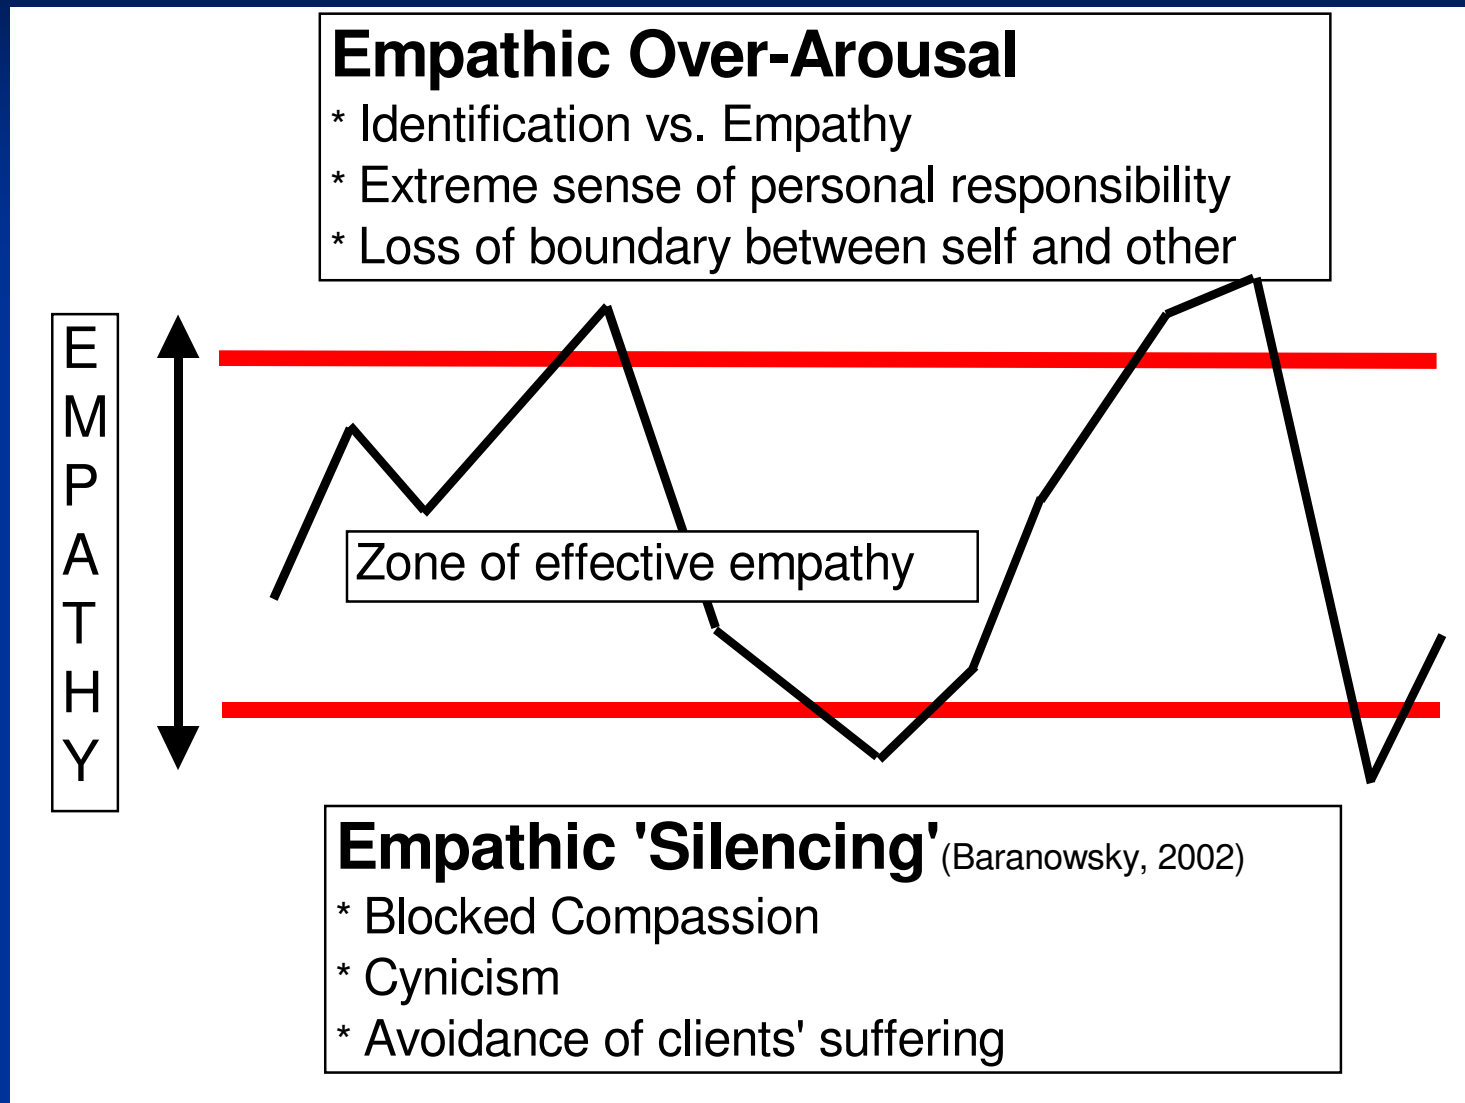 Empathic Over-Arousal
* Identification vs. Empathy
* Extreme sense of personal responsibility
* Loss of boundary between self and other
E
M
P
A
T
H
Y
Zone of effective empathy
Empathic 'Silencing'(Baranowsky, 2002)
* Blocked Compassion
* Cynicism
* Avoidance of clients' suffering